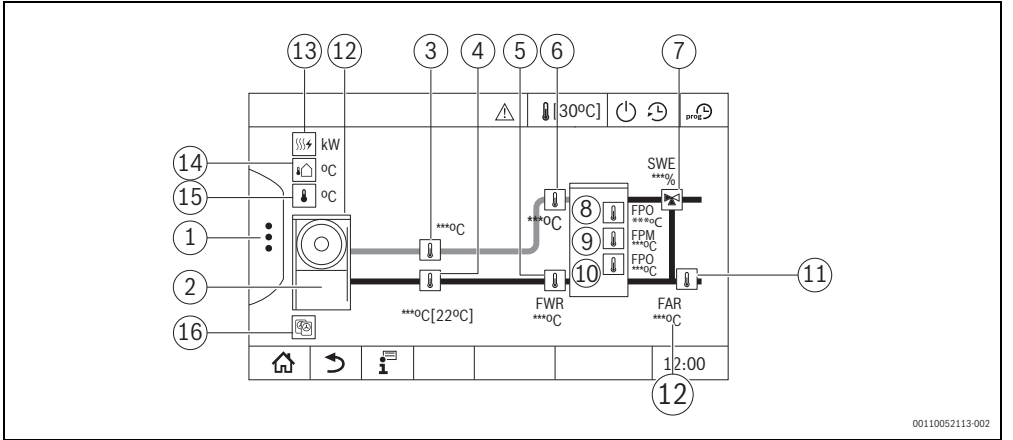 13 12 3 4 5 6 7
[30ºC] prog
kW
14 ºC
15 ºC
SWE
***%
***ºC
***ºC
8 FPO
***ºC
9 FPM
***ºC
10 FPO
***ºC
1
2
11
***ºC[22ºC]
FWR
***ºC
FAR
***ºC
16
i
12:00
12
00110052113-002